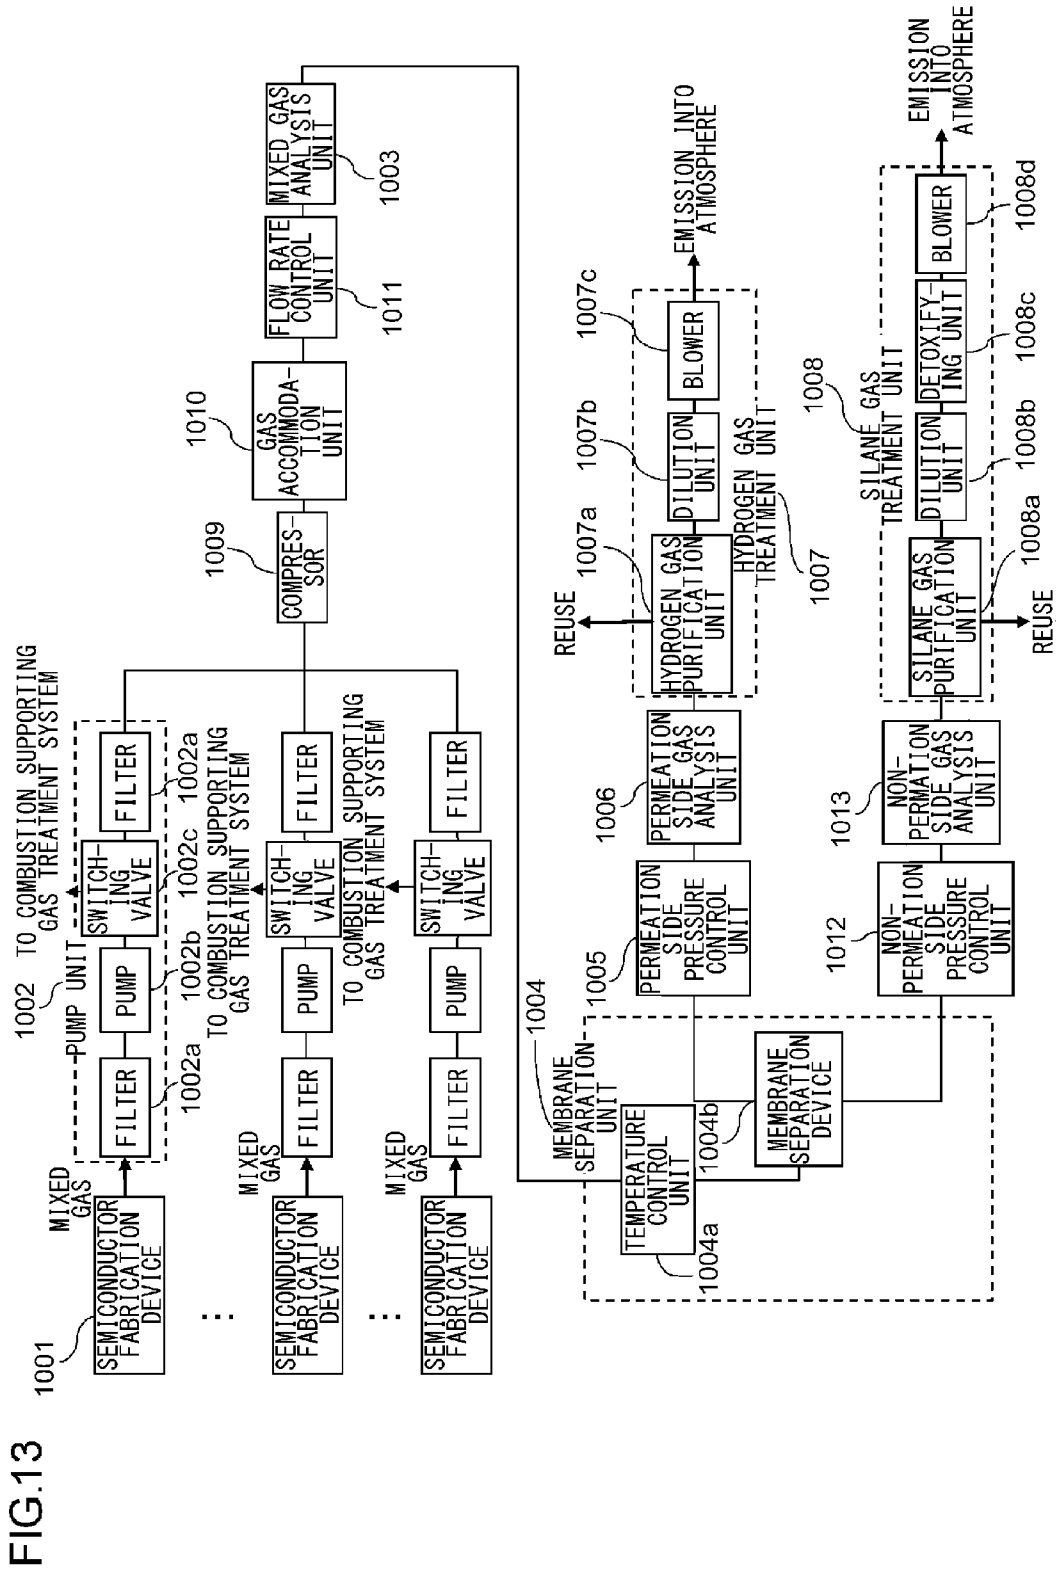 FIG.13
1001
SEMICONDUCTOR
FABRICATION
DEVICE
MIXED
GAS
1002
PUMP UNIT
FILTER
1002a
PUMP
1002b
SWITCH-
ING
VALVE
1002c
FILTER
1002a
TO COMBUSTION SUPPORTING
GAS TREATMENT SYSTEM
...
SEMICONDUCTOR
FABRICATION
DEVICE
MIXED
GAS
FILTER
PUMP
SWITCH-
ING
VALVE
FILTER
TO COMBUSTION SUPPORTING
GAS TREATMENT SYSTEM
...
SEMICONDUCTOR
FABRICATION
DEVICE
MIXED
GAS
FILTER
PUMP
SWITCH-
ING
VALVE
FILTER
TO COMBUSTION SUPPORTING
GAS TREATMENT SYSTEM
1009
COMPRES-
SOR
1010
GAS
ACCOMMODA-
TION
UNIT
FLOW RATE
CONTROL
UNIT
1011
MIXED GAS
ANALYSIS
UNIT
1003
1004
MEMBRANE
SEPARATION
UNIT
TEMPERATURE
CONTROL
UNIT
1004a
1004b
MEMBRANE
SEPARATION
DEVICE
1005
PERMEATION
SIDE
PRESSURE
CONTROL
UNIT
1006
PERMEATION
SIDE GAS
ANALYSIS
UNIT
REUSE
1007a
HYDROGEN GAS
PURIFICATION
UNIT
1007b
DILUTION
UNIT
1007c
BLOWER
HYDROGEN GAS
TREATMENT UNIT
1007
EMISSION INTO
ATMOSPHERE
1012
NON-
PERMEATION
SIDE
PRESSURE
CONTROL
UNIT
1013
NON-
PERMATION
SIDE GAS
ANALYSIS
UNIT
1008
SILANE GAS
TREATMENT UNIT
SILANE GAS
PURIFICATION
UNIT
1008a
REUSE
DILUTION
UNIT
1008b
DETOXIFY-
ING UNIT
1008c
BLOWER
1008d
EMISSION
INTO
ATMOSPHERE